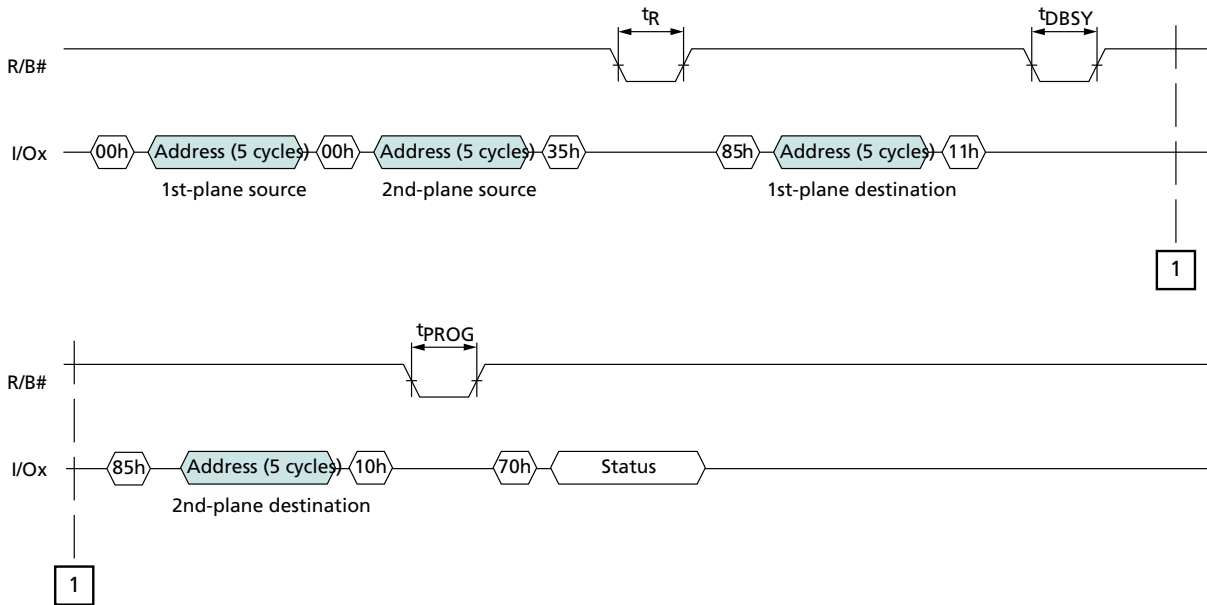 tR tDBSY
R/B#
I/Ox 00h Address (5 cycles) 00h Address (5 cycles) 35h 85h Address (5 cycles) 11h
1st-plane source 2nd-plane source 1st-plane destination
1
tPROG
R/B#
I/Ox 85h Address (5 cycles) 10h 70h Status
2nd-plane destination
1